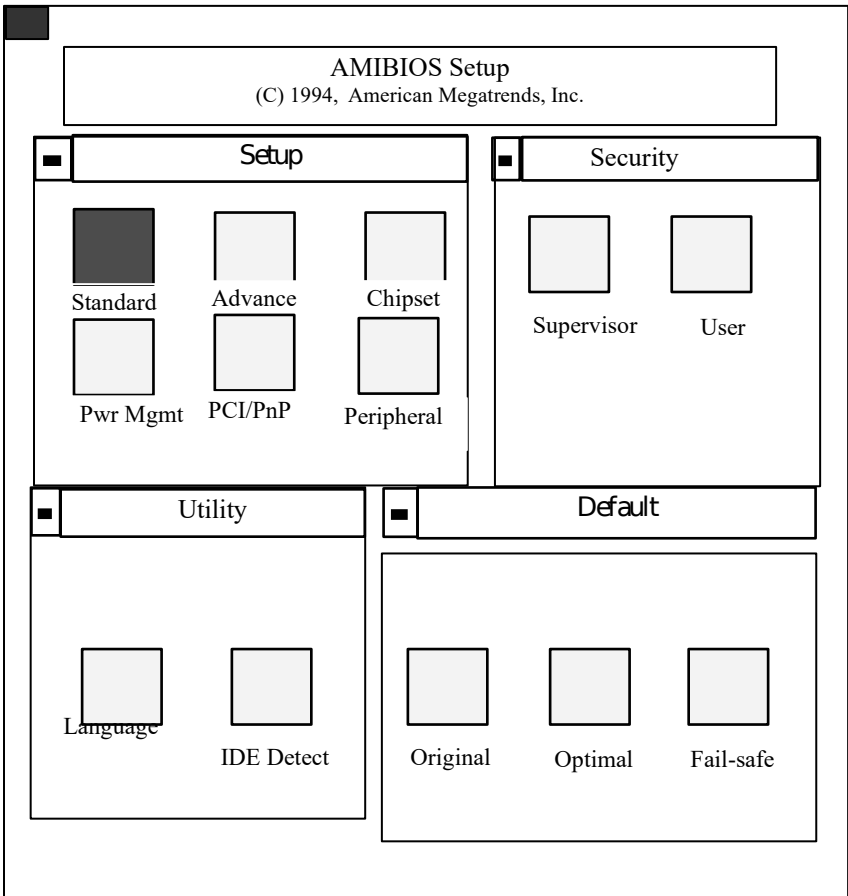 AMIBIOS Setup
(C) 1994, American Megatrends, Inc.
Setup
Security
Standard
Advance
Chipset
Supervisor
User
Pwr Mgmt
PCI/PnP
Peripheral
Utility
Default
Language
IDE Detect
Original
Optimal
Fail-safe